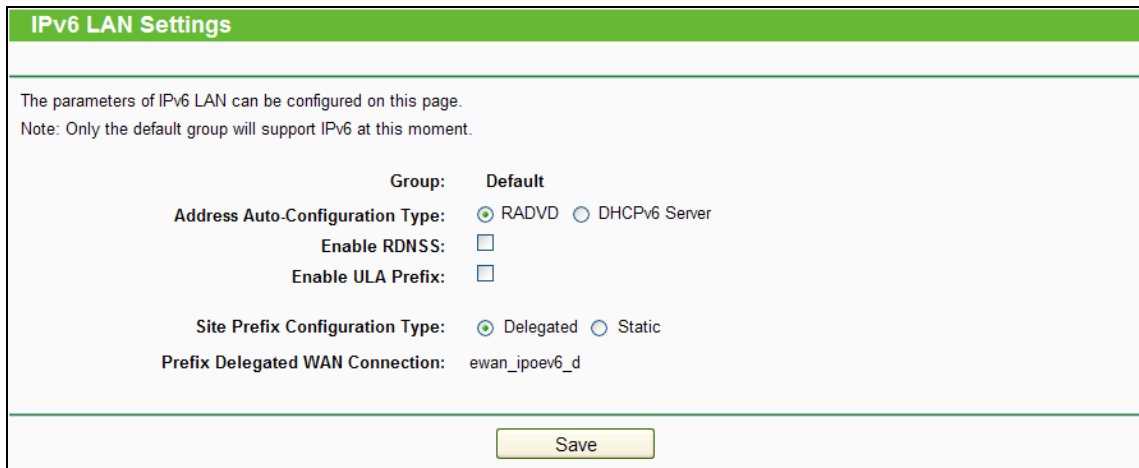 IPv6 LAN Settings
The parameters of IPv6 LAN can be configured on this page.
Note: Only the default group will support IPv6 at this moment.
Group: Default
Address Auto-Configuration Type: RADVD DHCPv6 Server
Enable RDNSS:
Enable ULA Prefix:
Site Prefix Configuration Type: Delegated Static
Prefix Delegated WAN Connection: ewan_ipoev6_d
Save